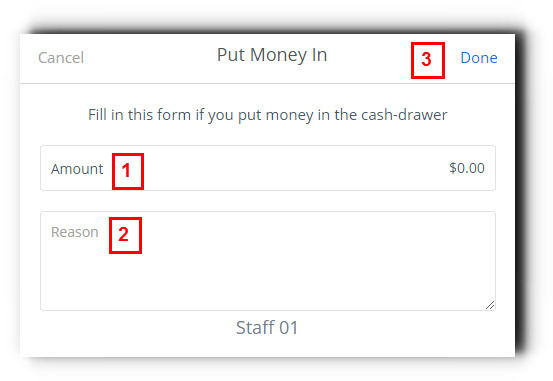 Cancel Put Money In 3 Done
Fill in this form if you put money in the cash-drawer
Amount 1 $0.00
Reason 2
Staff 01